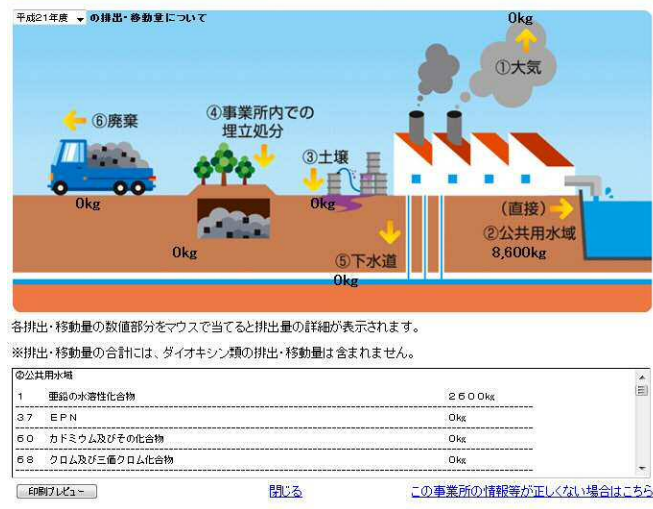 平成21年度 の排出・移動量について
0kg
①大気
⑥廃棄
④事業所内での
埋立処分
③土壌
0kg
0kg
(直接)
②公共用水域
8,600kg
0kg
⑤下水道
0kg
各排出・移動量の数値部分をマウスで当てると排出量の詳細が表示されます。
※排出・移動量の合計には、ダイオキシン類の排出・移動量は含まれません。
②公共用水域
1 亜鉛の水溶性化合物 2600kg
37 EPN 0kg
60 カドミウム及びその化合物 0kg
68 クロム及び三価クロム化合物 0kg
印刷プレビュー 閉じる この事業所の情報等が正しくない場合はこちら